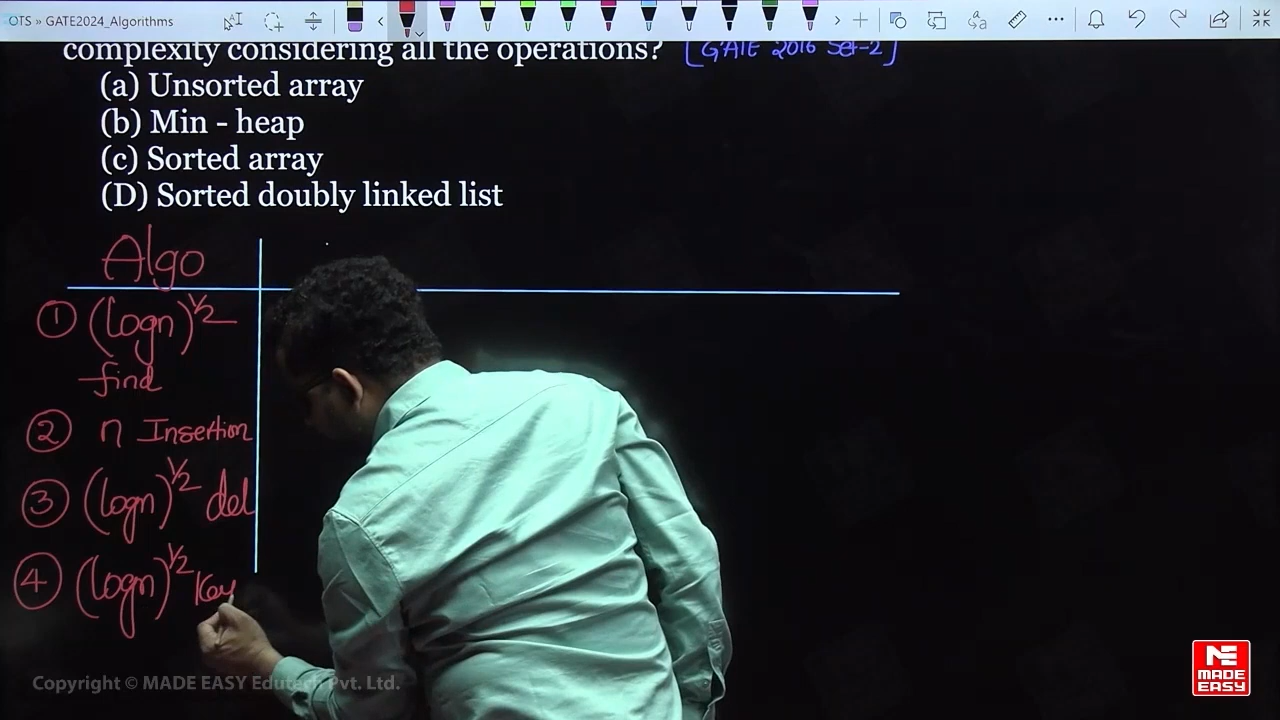 OTS » GATE2024_Algorithms
complexity considering all the operations? [GATE 2016 Set-2]
(a) Unsorted array
(b) Min - heap
(c) Sorted array
(D) Sorted doubly linked list
Algo
① (logn)^1/2
find
② n Insertion
③ (logn)^1/2 del
④ (logn)^1/2 Key
Copyright © MADE EASY Edutech Pvt. Ltd.
MADE
EASY